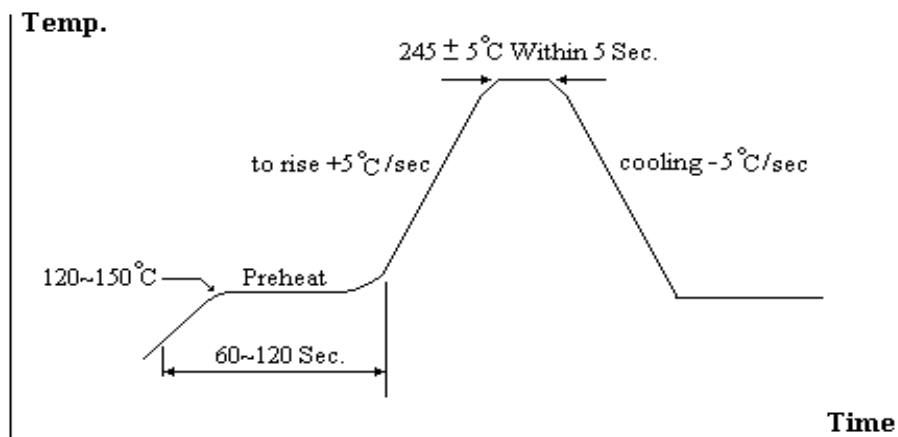 Temp.
245 ± 5°C Within 5 Sec.
to rise +5°C/sec
cooling -5°C/sec
120~150°C
Preheat
60~120 Sec.
Time